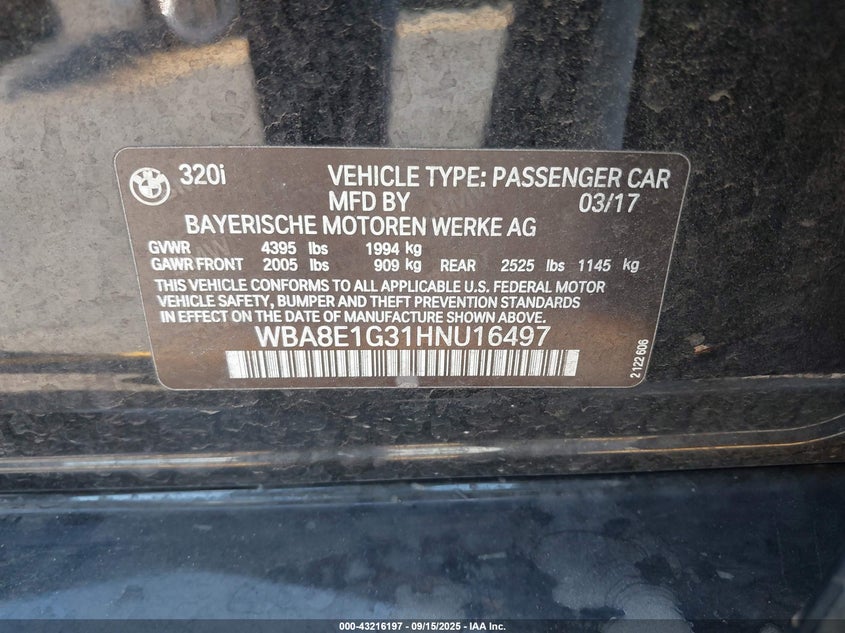 320i VEHICLE TYPE: PASSENGER CAR
MFD BY 03/17
BAYERISCHE MOTOREN WERKE AG
GVWR 4395 lbs 1994 kg
GAWR FRONT 2005 lbs 909 kg REAR 2525 lbs 1145 kg
THIS VEHICLE CONFORMS TO ALL APPLICABLE U.S. FEDERAL MOTOR
VEHICLE SAFETY, BUMPER AND THEFT PREVENTION STANDARDS
IN EFFECT ON THE DATE OF MANUFACTURE SHOWN ABOVE.
WBA8E1G31HNU16497
2 122 606
000-43216197 - 09/15/2025 - IAA Inc.